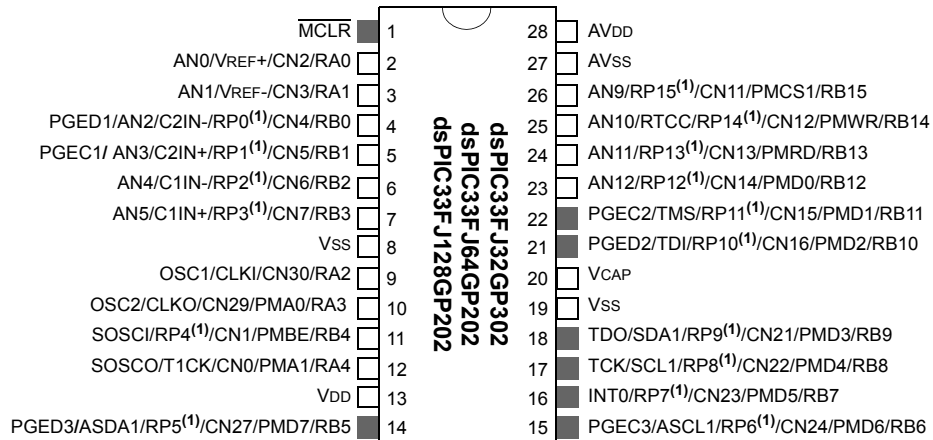 MCLR 1 28 AVDD
AN0/VREF+/CN2/RA0 2 27 AVSS
AN1/VREF-/CN3/RA1 3 26 AN9/RP15(1)/CN11/PMCS1/RB15
PGED1/AN2/C2IN-/RP0(1)/CN4/RB0 4 25 AN10/RTCC/RP14(1)/CN12/PMWR/RB14
PGEC1/ AN3/C2IN+/RP1(1)/CN5/RB1 5 24 AN11/RP13(1)/CN13/PMRD/RB13
AN4/C1IN-/RP2(1)/CN6/RB2 6 23 AN12/RP12(1)/CN14/PMD0/RB12
AN5/C1IN+/RP3(1)/CN7/RB3 7 22 PGEC2/TMS/RP11(1)/CN15/PMD1/RB11
VSS 8 21 PGED2/TDI/RP10(1)/CN16/PMD2/RB10
OSC1/CLKI/CN30/RA2 9 20 VCAP
OSC2/CLKO/CN29/PMA0/RA3 10 19 VSS
SOSCI/RP4(1)/CN1/PMBE/RB4 11 18 TDO/SDA1/RP9(1)/CN21/PMD3/RB9
SOSCO/T1CK/CN0/PMA1/RA4 12 17 TCK/SCL1/RP8(1)/CN22/PMD4/RB8
VDD 13 16 INT0/RP7(1)/CN23/PMD5/RB7
PGED3/ASDA1/RP5(1)/CN27/PMD7/RB5 14 15 PGEC3/ASCL1/RP6(1)/CN24/PMD6/RB6
dsPIC33FJ32GP302
dsPIC33FJ64GP202
dsPIC33FJ128GP202